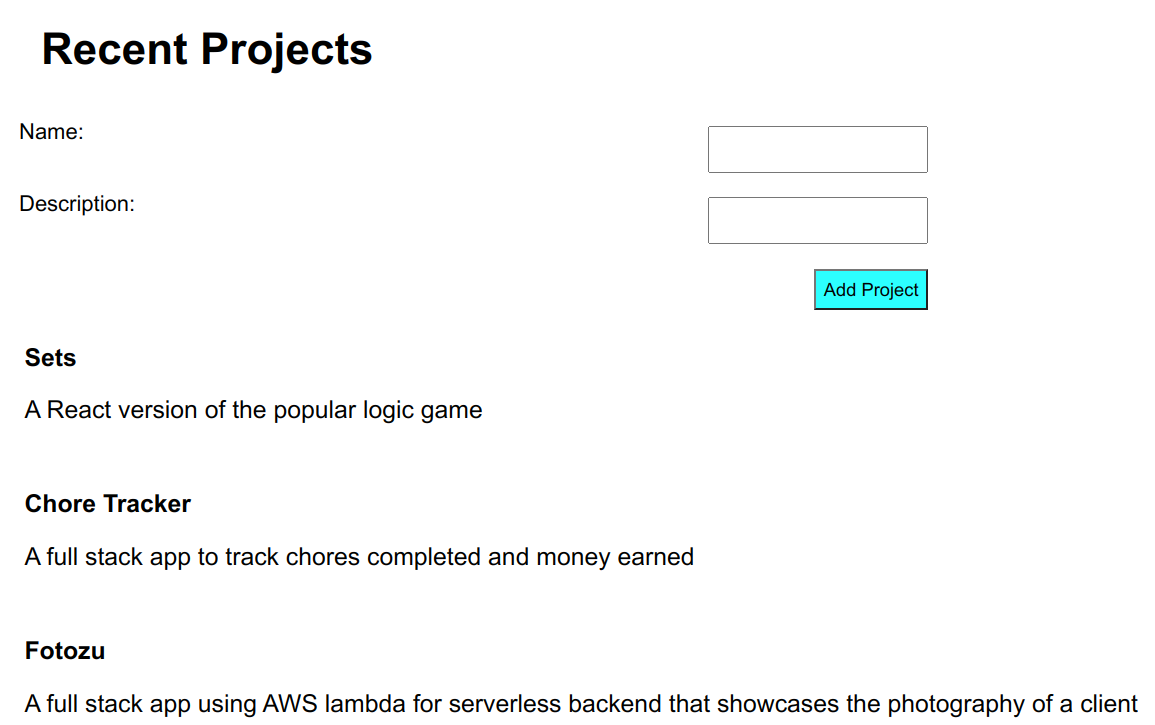 Recent Projects
Name:
Description:
Add Project
Sets
A React version of the popular logic game
Chore Tracker
A full stack app to track chores completed and money earned
Fotozu
A full stack app using AWS lambda for serverless backend that showcases the photography of a client